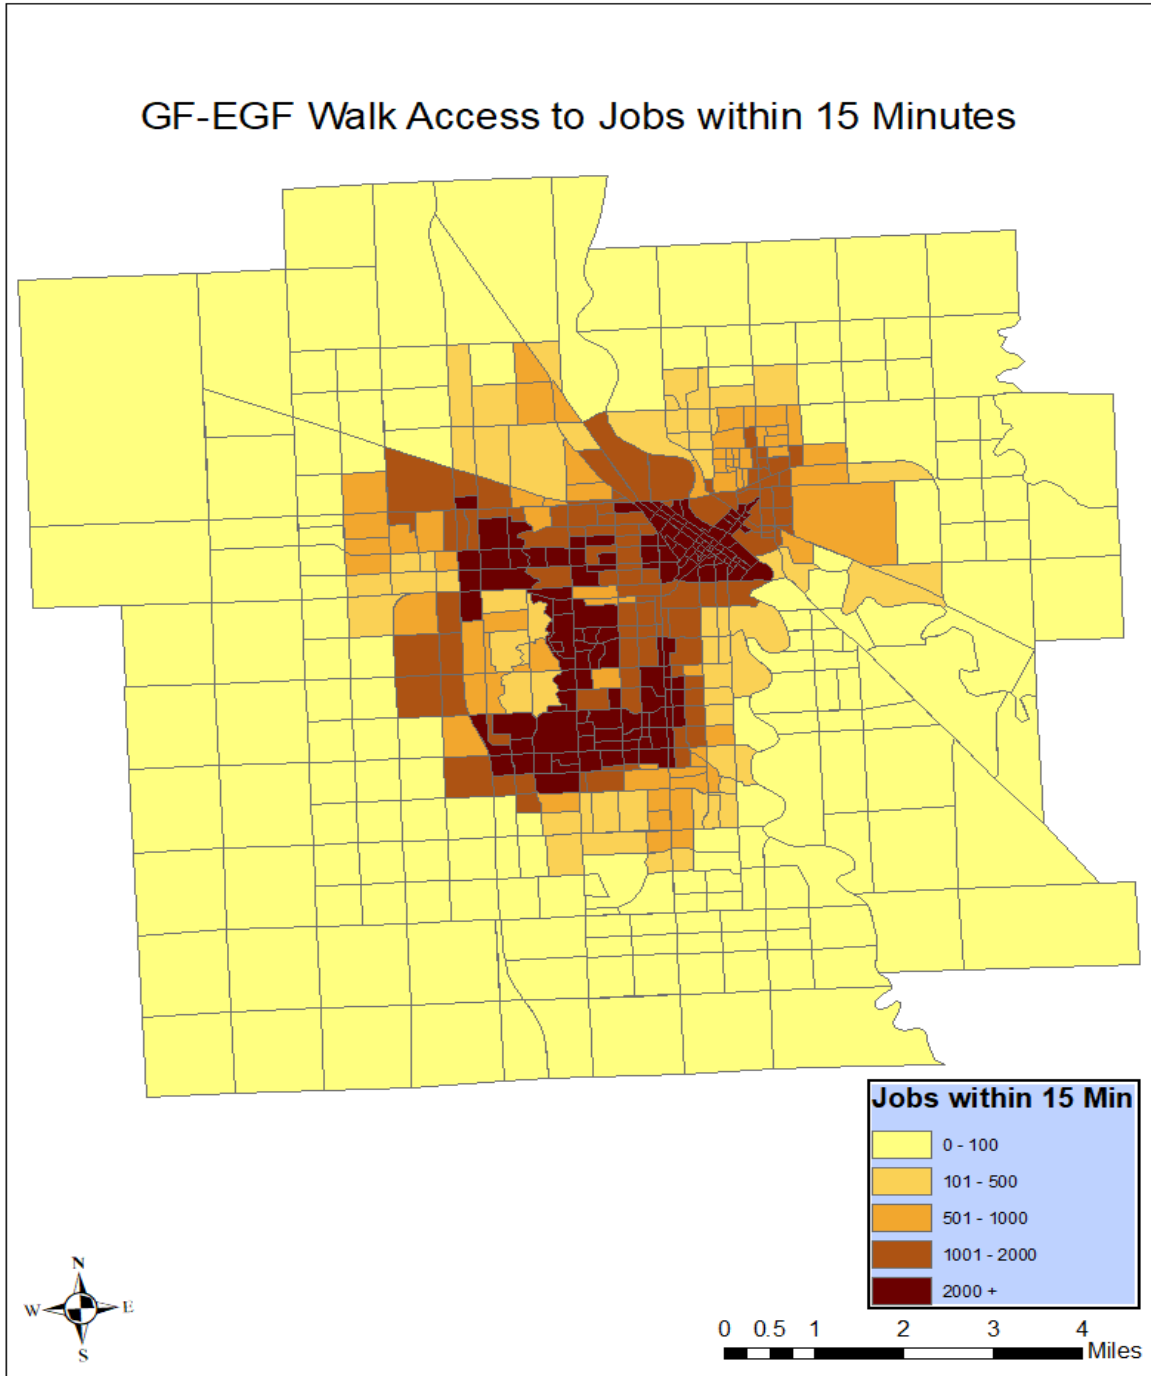 GF-EGF Walk Access to Jobs within 15 Minutes
Jobs within 15 Min
0 - 100
101 - 500
501 - 1000
1001 - 2000
2000 +
N
W E
S
0 0.5 1 2 3 4
Miles